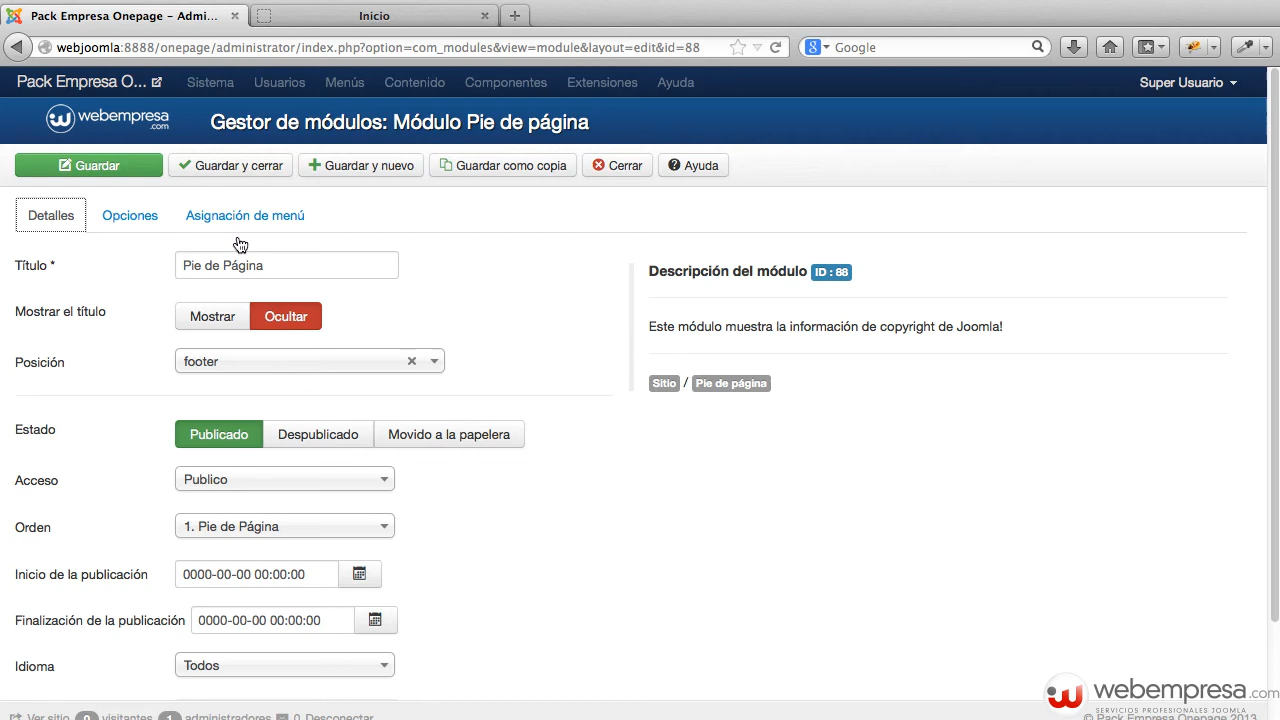 Pack Empresa Onepage - Admi...
Inicio
webjoomla:8888/onepage/administrator/index.php?option=com_modules&view=module&layout=edit&id=88
Google
Pack Empresa O... Sistema Usuarios Menús Contenido Componentes Extensiones Ayuda Super Usuario
webempresa.com
Gestor de módulos: Módulo Pie de página
Guardar Guardar y cerrar Guardar y nuevo Guardar como copia Cerrar Ayuda
Detalles Opciones Asignación de menú
Título * Pie de Página
Descripción del módulo ID : 88
Mostrar el título Mostrar Ocultar
Este módulo muestra la información de copyright de Joomla!
Posición footer
Sitio / Pie de página
Estado Publicado Despublicado Movido a la papelera
Acceso Publico
Orden 1. Pie de Página
Inicio de la publicación 0000-00-00 00:00:00
Finalización de la publicación 0000-00-00 00:00:00
Idioma Todos
webempresa.com
SERVICIOS PROFESIONALES JOOMLA
Ver sitio 0 visitantes 1 administradores 0 Desconectar
© Pack Empresa Onepage 2013